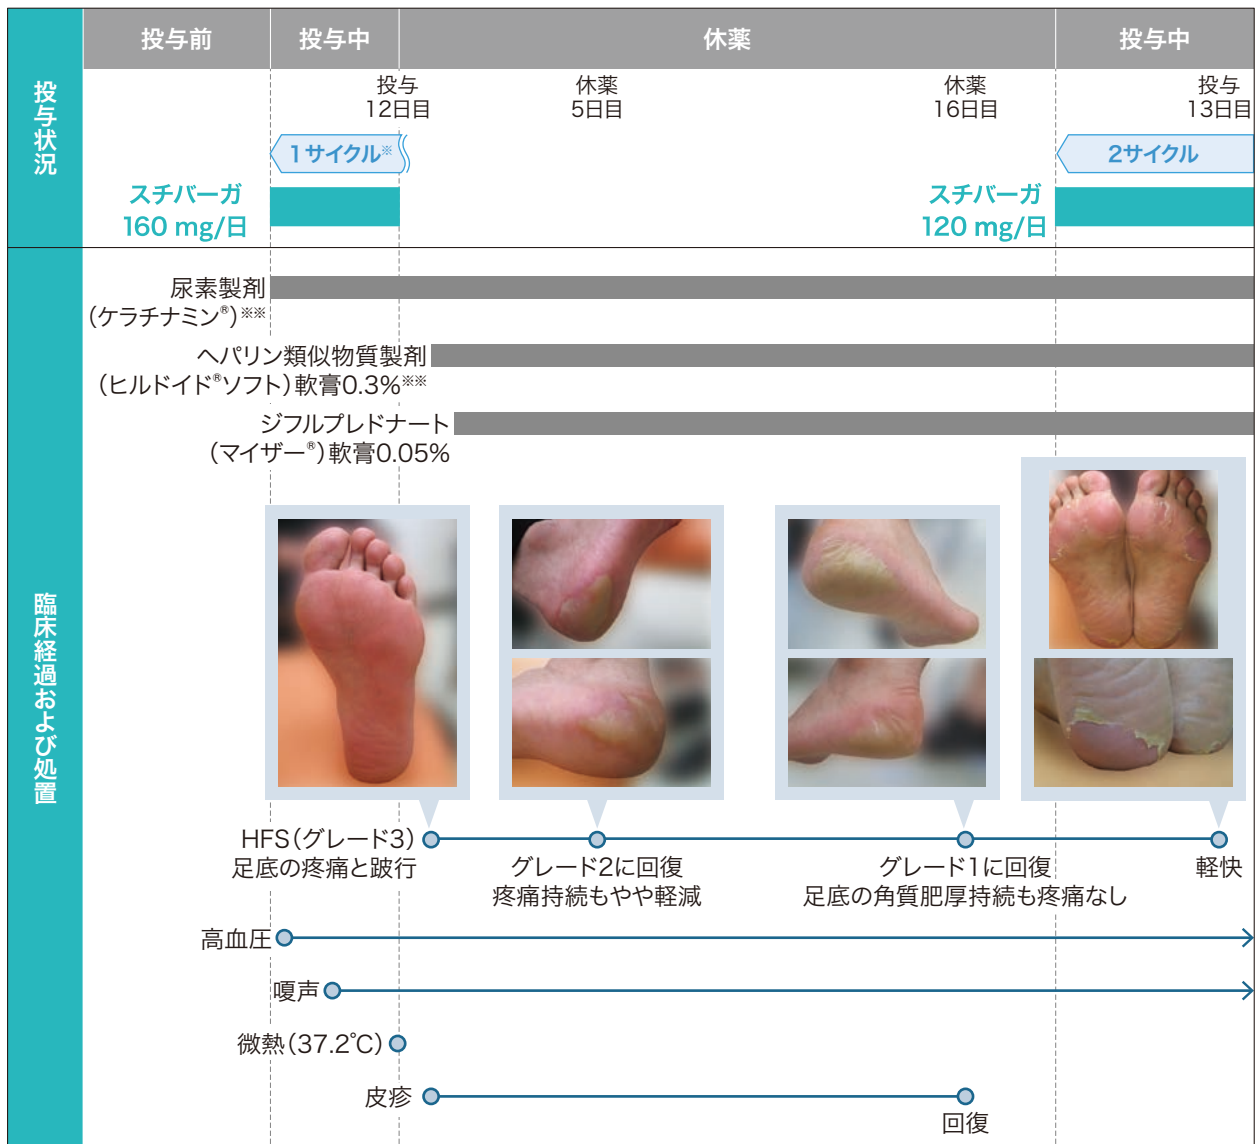 投与状況
投与前
投与中
休薬
投与中
投与
12日目
休薬
5日目
休薬
16日目
投与
13日目
1サイクル※
2サイクル
スチバーガ
160 mg/日
スチバーガ
120 mg/日
臨床経過および処置
尿素製剤
(ケラチナミン®)※※
ヘパリン類似物質製剤
(ヒルドイド®ソフト)軟膏0.3%※※
ジフルプレドナート
(マイザー®)軟膏0.05%
HFS(グレード3)
足底の疼痛と跛行
グレード2に回復
疼痛持続もやや軽減
グレード1に回復
足底の角質肥厚持続も疼痛なし
軽快
高血圧
嗄声
微熱(37.2℃)
皮疹
回復